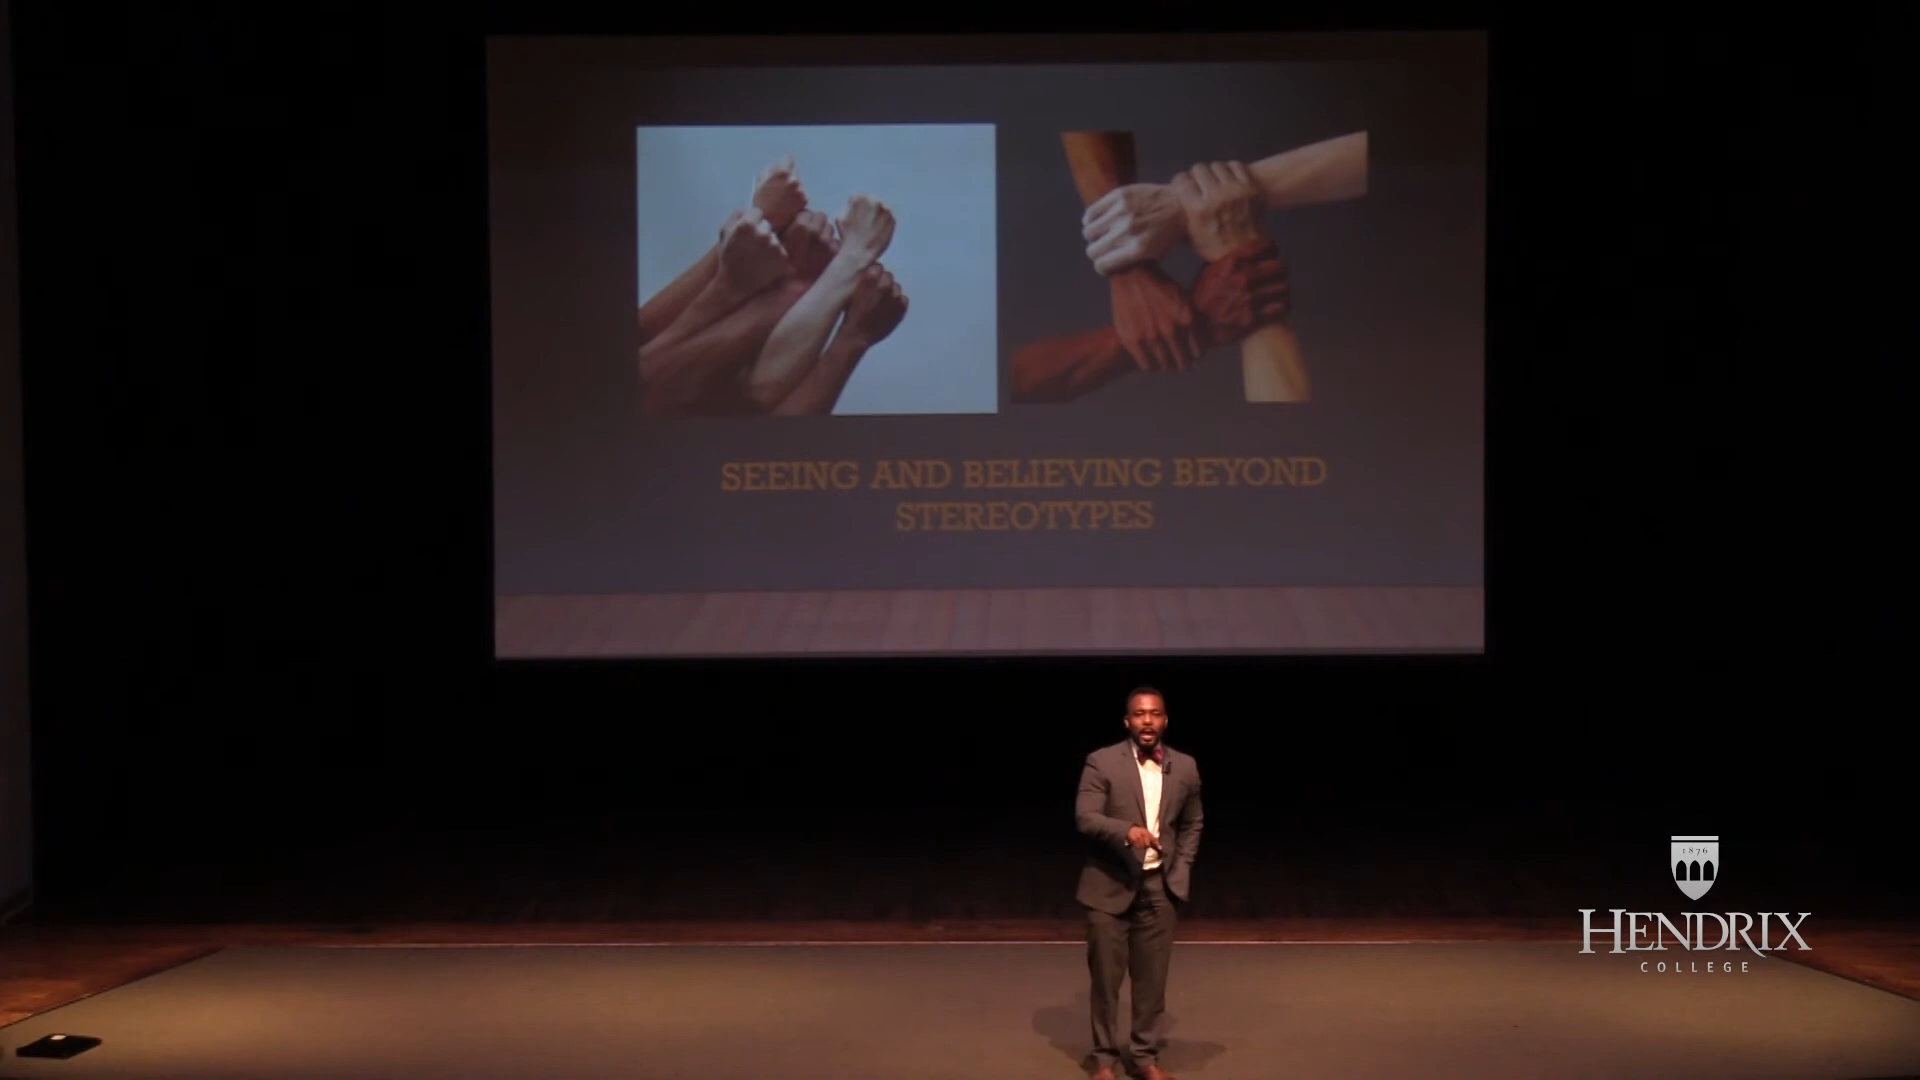 SEEING AND BELIEVING BEYOND
STEREOTYPES
1876
HENDRIX
COLLEGE